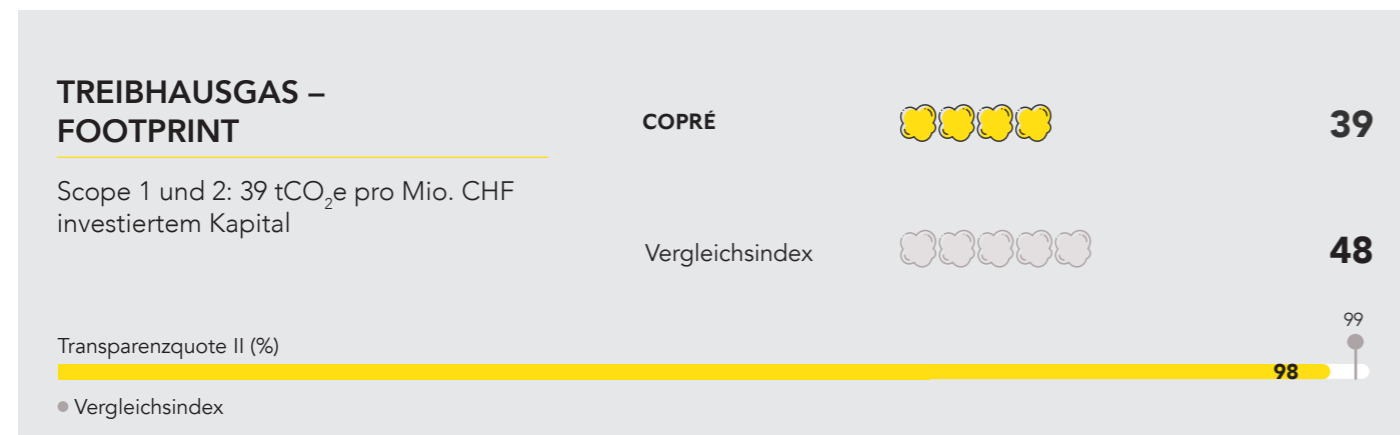 TREIBHAUSGAS –
FOOTPRINT
Scope 1 und 2: 39 tCO₂e pro Mio. CHF
investiertem Kapital
COPRÉ
39
Vergleichsindex
48
Transparenzquote II (%)
99
98
Vergleichsindex